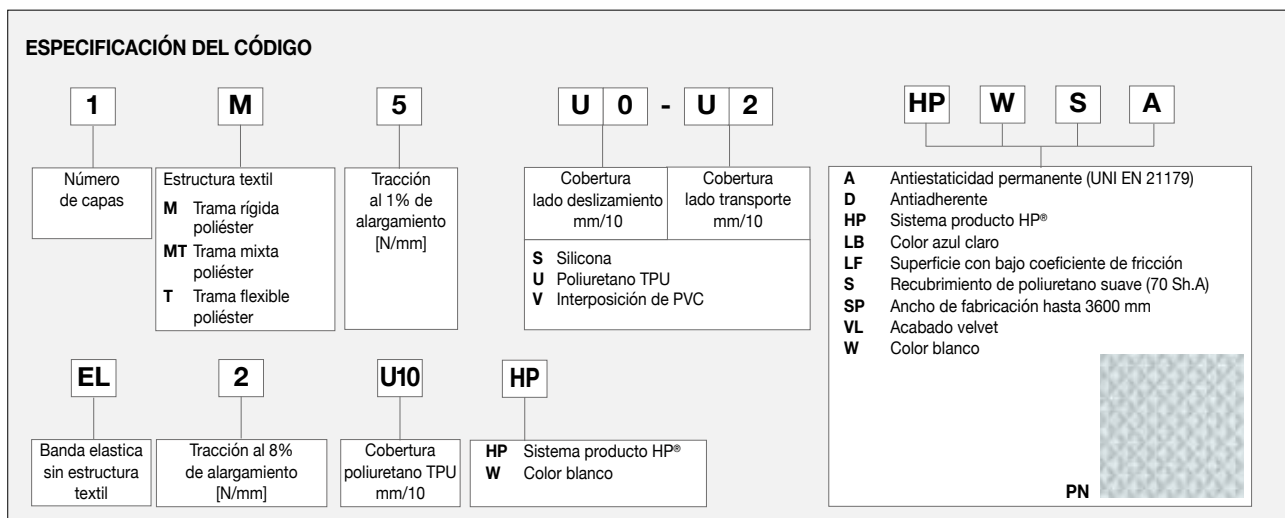 ESPECIFICACIÓN DEL CÓDIGO
1 M 5 U 0 - U 2 HP W S A
Número
de capas
Estructura textil
M Trama rígida
poliéster
MT Trama mixta
poliéster
T Trama flexible
poliéster
Tracción
al 1% de
alargamiento
[N/mm]
Cobertura
lado deslizamiento
mm/10
Cobertura
lado transporte
mm/10
S Silicona
U Poliuretano TPU
V Interposición de PVC
A Antiestaticidad permanente (UNI EN 21179)
D Antiadherente
HP Sistema producto HP®
LB Color azul claro
LF Superficie con bajo coeficiente de fricción
S Recubrimiento de poliuretano suave (70 Sh.A)
SP Ancho de fabricación hasta 3600 mm
VL Acabado velvet
W Color blanco
PN
EL 2 U10 HP
Banda elastica
sin estructura
textil
Tracción al 8%
de alargamiento
[N/mm]
Cobertura
poliuretano TPU
mm/10
HP Sistema producto HP®
W Color blanco